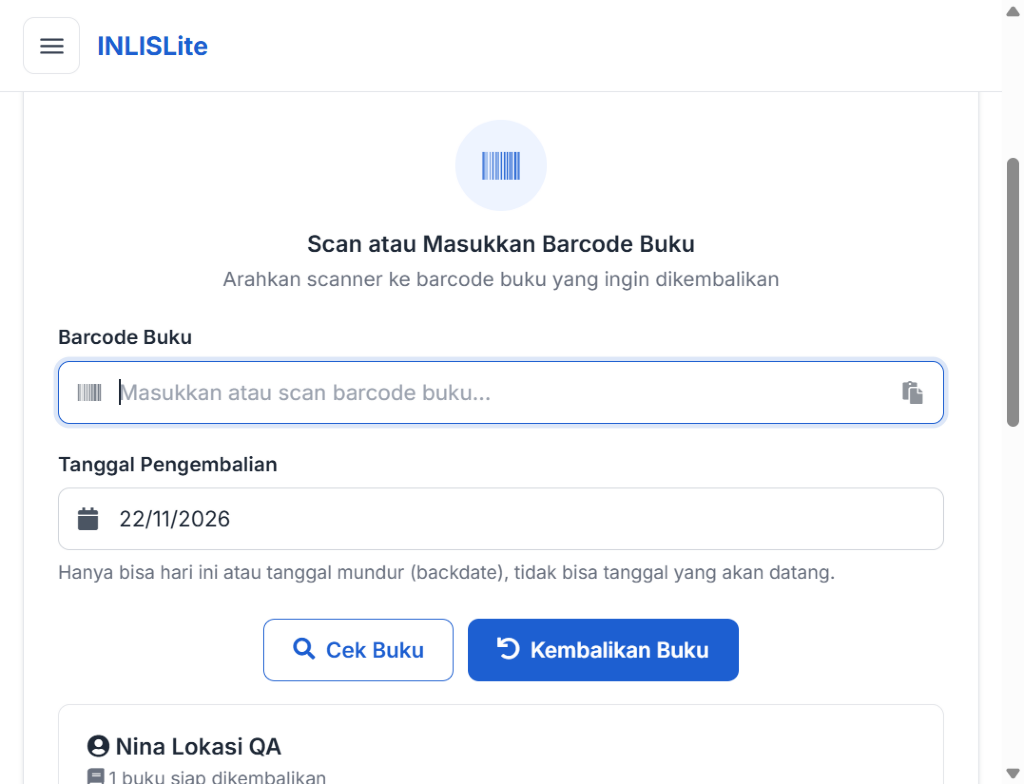 INLISLite
Scan atau Masukkan Barcode Buku
Arahkan scanner ke barcode buku yang ingin dikembalikan
Barcode Buku
Masukkan atau scan barcode buku...
Tanggal Pengembalian
22/11/2026
Hanya bisa hari ini atau tanggal mundur (backdate), tidak bisa tanggal yang akan datang.
Cek Buku
Kembalikan Buku
Nina Lokasi QA
1 buku siap dikembalikan